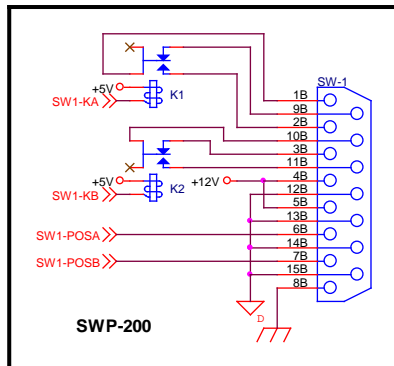 SW-1
+5V
K1
SW1-KA
1B
9B
2B
10B
3B
11B
+5V
K2
SW1-KB
+12V
4B
12B
5B
13B
SW1-POSA
6B
14B
SW1-POSB
7B
15B
8B
D
SWP-200